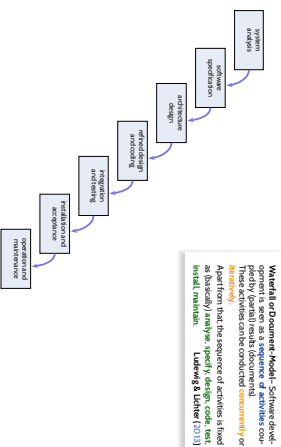 system
analysis
software
specification
architecture
design
refined design
and coding
integration
and testing
installation and
acceptance
operation and
maintenance
Waterfall or Document-Model – Software devel-
opment is seen as a sequence of activities cou-
pled by (partial) results (documents).
These activities can be conducted concurrently or
iteratively.
Apart from that, the sequence of activities is fixed
as (basically) analyse, specify, design, code, test,
install, maintain.
Ludewig & Lichter (2013)